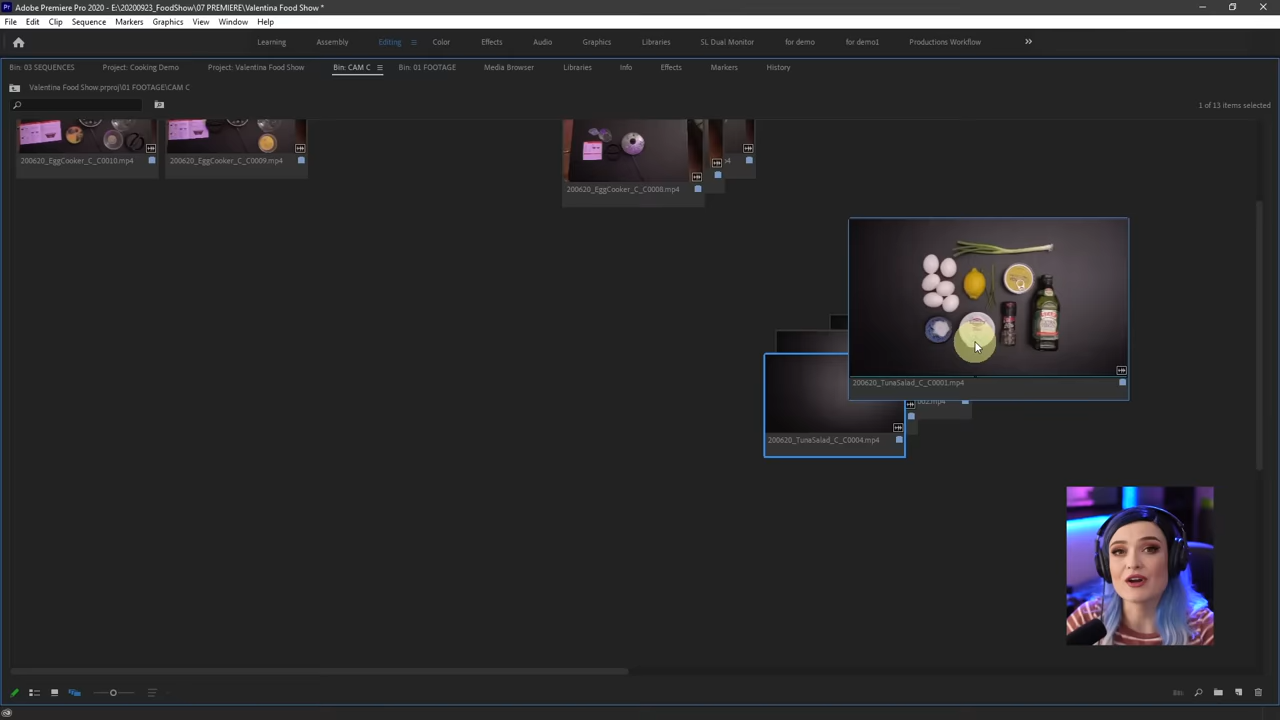 Adobe Premiere Pro 2020 - E:\20200923_FoodShow\07 PREMIERE\Valentina Food Show *
File Edit Clip Sequence Markers Graphics View Window Help
Learning Assembly Editing Color Effects Audio Graphics Libraries SL Dual Monitor for demo for demo1 Productions Workflow
Bin: 03 SEQUENCES Project: Cooking Demo Project: Valentina Food Show Bin: CAM C Bin: 01 FOOTAGE Media Browser Libraries Info Effects Markers History
Valentina Food Show.prproj\01 FOOTAGE\CAM C
1 of 13 items selected
200620_EggCooker_C_C0010.mp4 200620_EggCooker_C_C0009.mp4
200620_EggCooker_C_C0008.mp4
200620_TunaSalad_C_C0001.mp4
002.mp4
200620_TunaSalad_C_C0004.mp4